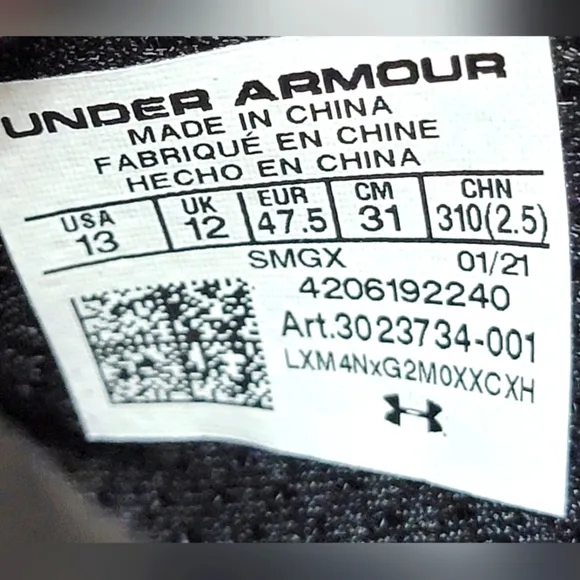 UNDER ARMOUR
MADE IN CHINA
FABRIQUÉ EN CHINE
HECHO EN CHINA
USA UK EUR CM CHN
13 12 47.5 31 310(2.5)
SMGX 01/21
4206192240
Art.3023734-001
LXM4NxG2M0XXCXH